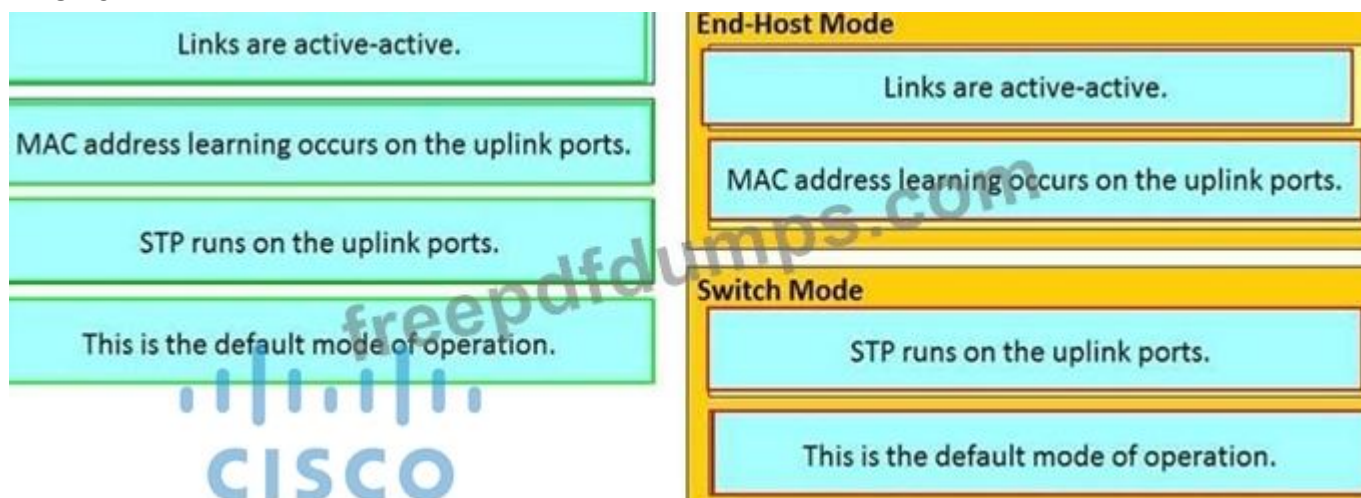 Links are active-active.
MAC address learning occurs on the uplink ports.
STP runs on the uplink ports.
This is the default mode of operation.
CISCO
End-Host Mode
Links are active-active.
MAC address learning occurs on the uplink ports.
Switch Mode
STP runs on the uplink ports.
This is the default mode of operation.
freepdfdumps.com